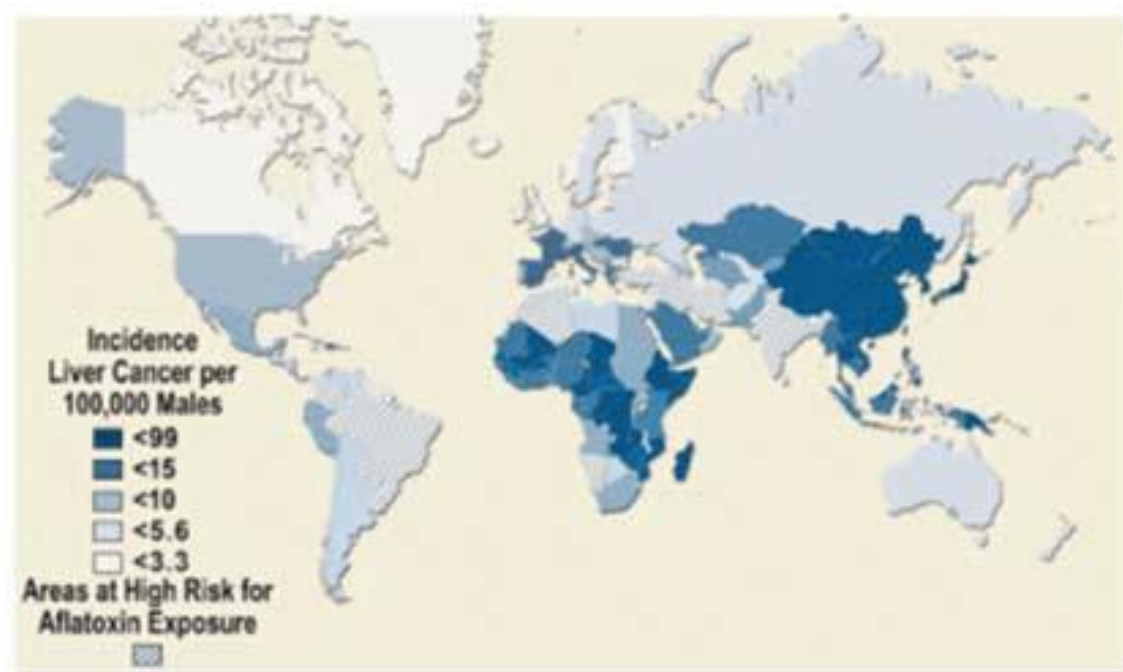 Incidence
Liver Cancer per
100,000 Males
<99
<15
<10
<5.6
<3.3
Areas at High Risk for
Aflatoxin Exposure